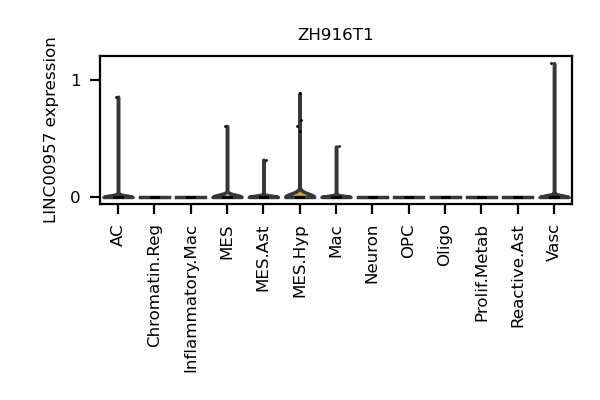 ZH916T1
LINC00957 expression
1
0
AC
Chromatin.Reg
Inflammatory.Mac
MES
MES.Ast
MES.Hyp
Mac
Neuron
OPC
Oligo
Prolif.Metab
Reactive.Ast
Vasc